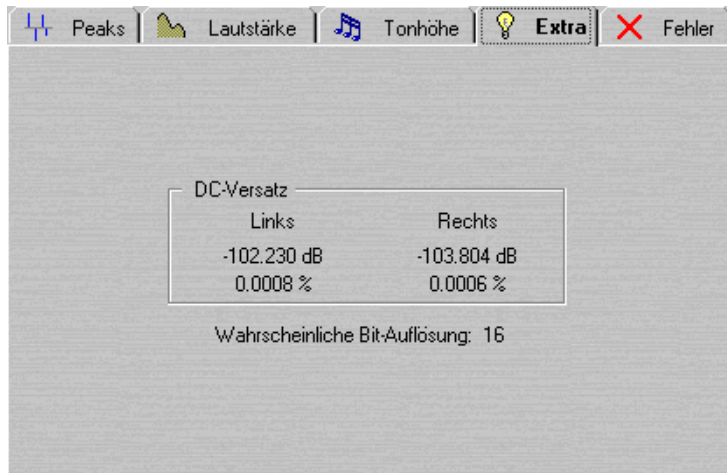 Peaks Lautstärke Tonhöhe Extra Fehler
DC-Versatz
Links Rechts
-102.230 dB -103.804 dB
0.0008 % 0.0006 %
Wahrscheinliche Bit-Auflösung: 16